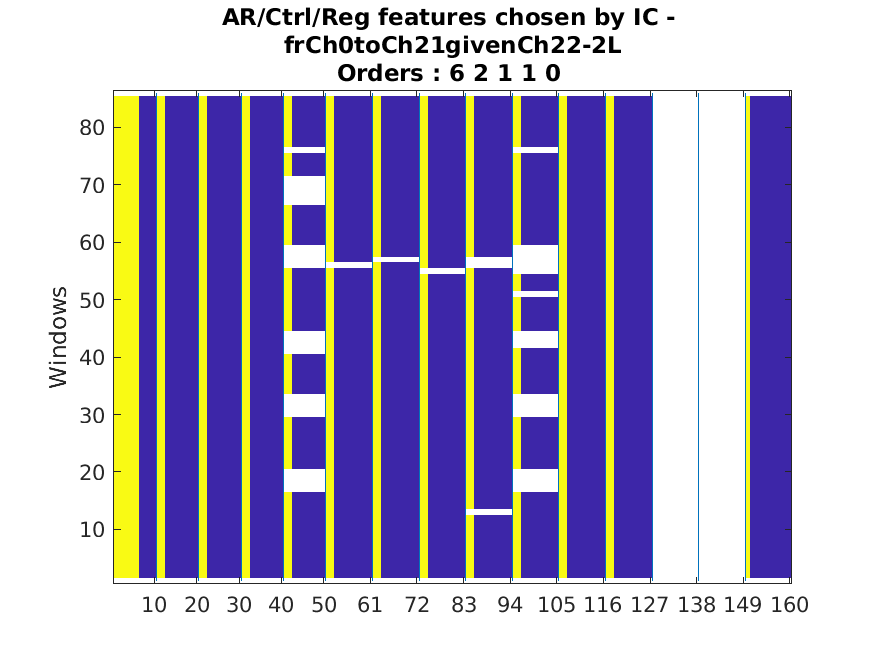 AR/Ctrl/Reg features chosen by IC -
frCh0toCh21givenCh22-2L
Orders : 6 2 1 1 0
80
70
60
50
40
30
20
10
Windows
10 20 30 40 50 61 72 83 94 105 116 127 138 149 160